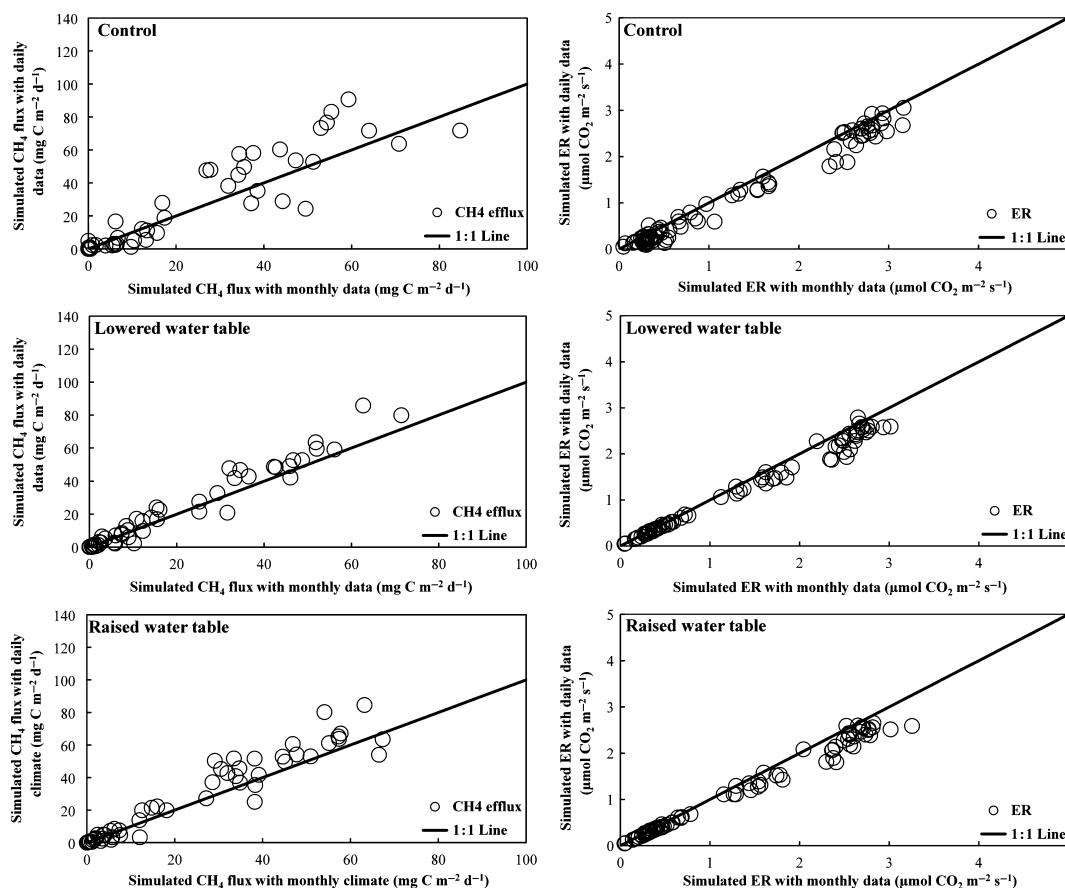 Control
Simulated CH₄ flux with daily
data (mg C m⁻² d⁻¹)
140
120
100
80
60
40
20
0
CH4 efflux
1:1 Line
0 20 40 60 80 100
Simulated CH₄ flux with monthly data (mg C m⁻² d⁻¹)
Control
Simulated ER with daily data
(µmol CO₂ m⁻² s⁻¹)
5
4
3
2
1
0
ER
1:1 Line
0 1 2 3 4
Simulated ER with monthly data (µmol CO₂ m⁻² s⁻¹)
Lowered water table
Simulated CH₄ flux with daily
data (mg C m⁻² d⁻¹)
140
120
100
80
60
40
20
0
CH4 efflux
1:1 Line
0 20 40 60 80 100
Simulated CH₄ flux with monthly data (mg C m⁻² d⁻¹)
Lowered water table
Simulated ER with daily data
(µmol CO₂ m⁻² s⁻¹)
5
4
3
2
1
0
ER
1:1 Line
0 1 2 3 4
Simulated ER with monthly data (µmol CO₂ m⁻² s⁻¹)
Raised water table
Simulated CH₄ flux with daily
climate (mg C m⁻² d⁻¹)
140
120
100
80
60
40
20
0
CH4 efflux
1:1 Line
0 20 40 60 80 100
Simulated CH₄ flux with monthly climate (mg C m⁻² d⁻¹)
Raised water table
Simulated ER with daily data
(µmol CO₂ m⁻² s⁻¹)
5
4
3
2
1
0
ER
1:1 Line
0 1 2 3 4
Simulated ER with monthly data (µmol CO₂ m⁻² s⁻¹)